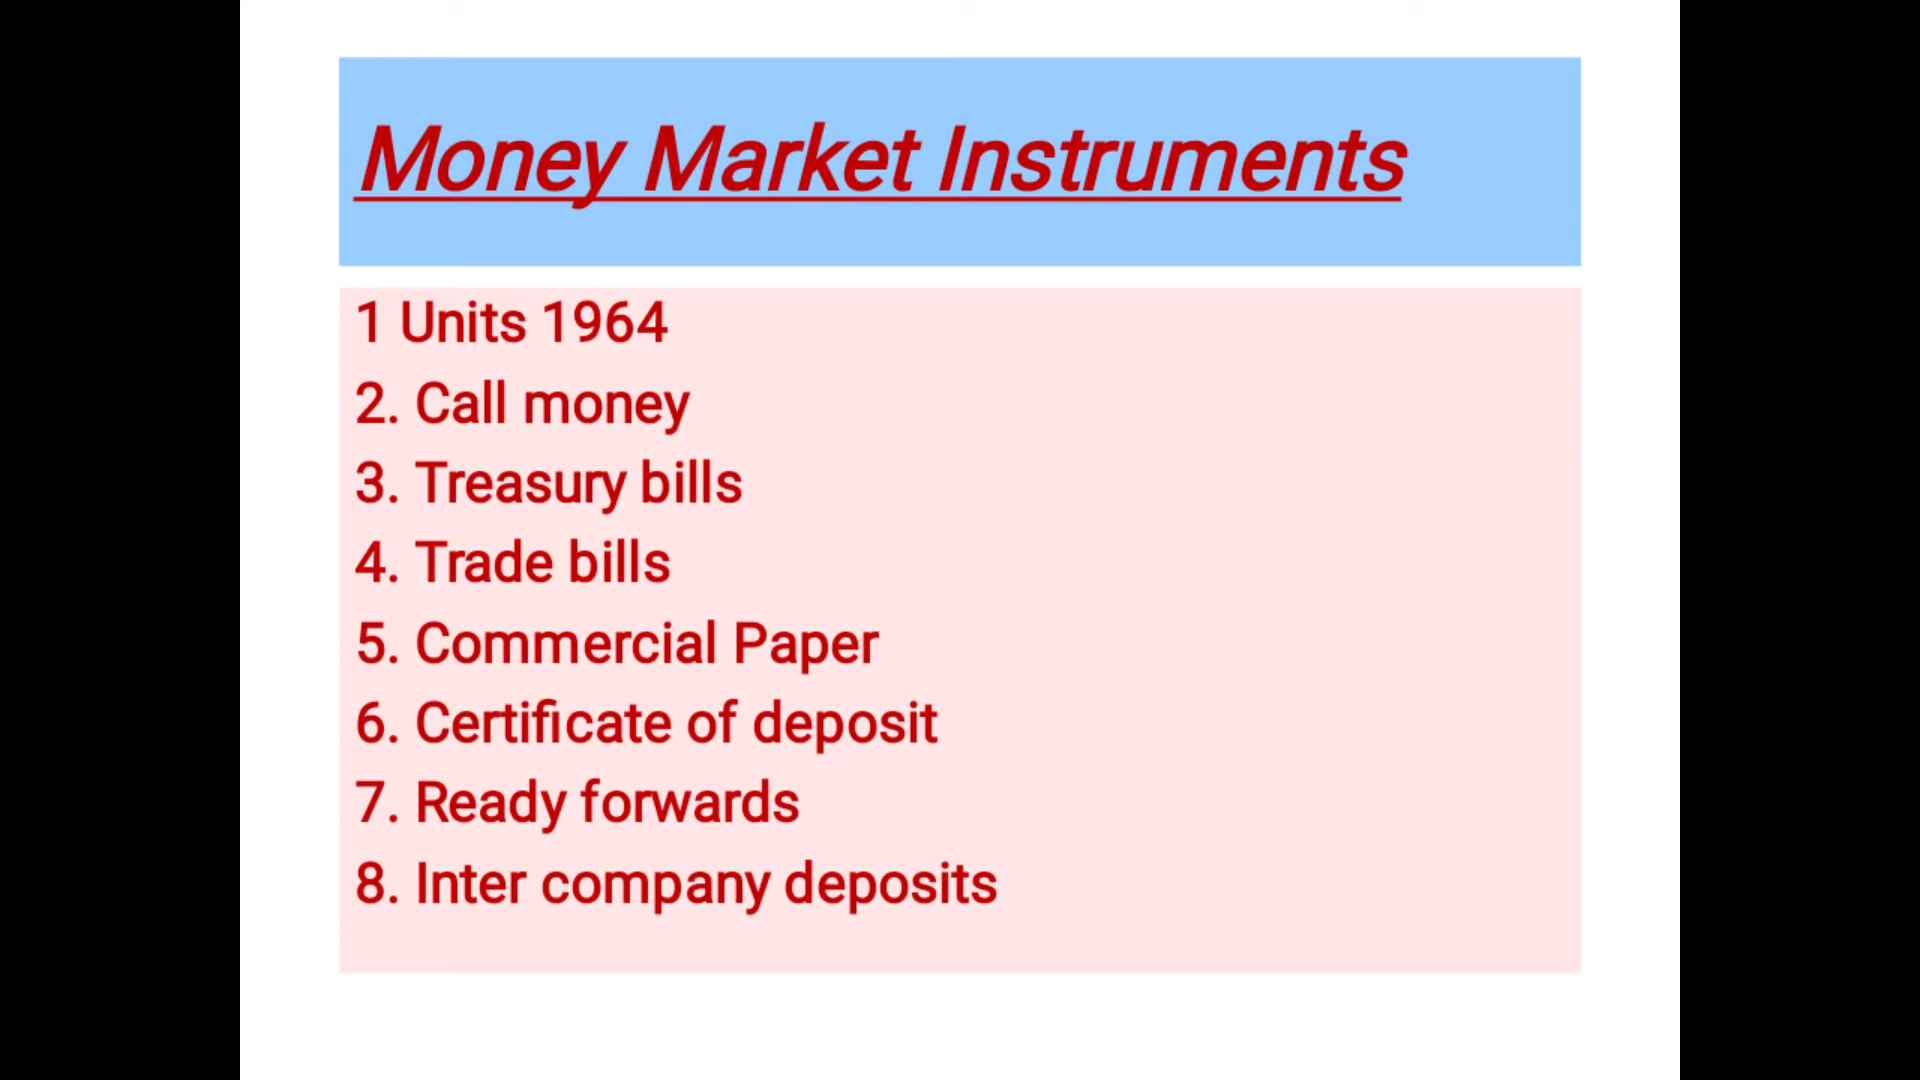 Money Market Instruments
1 Units 1964
2. Call money
3. Treasury bills
4. Trade bills
5. Commercial Paper
6. Certificate of deposit
7. Ready forwards
8. Inter company deposits